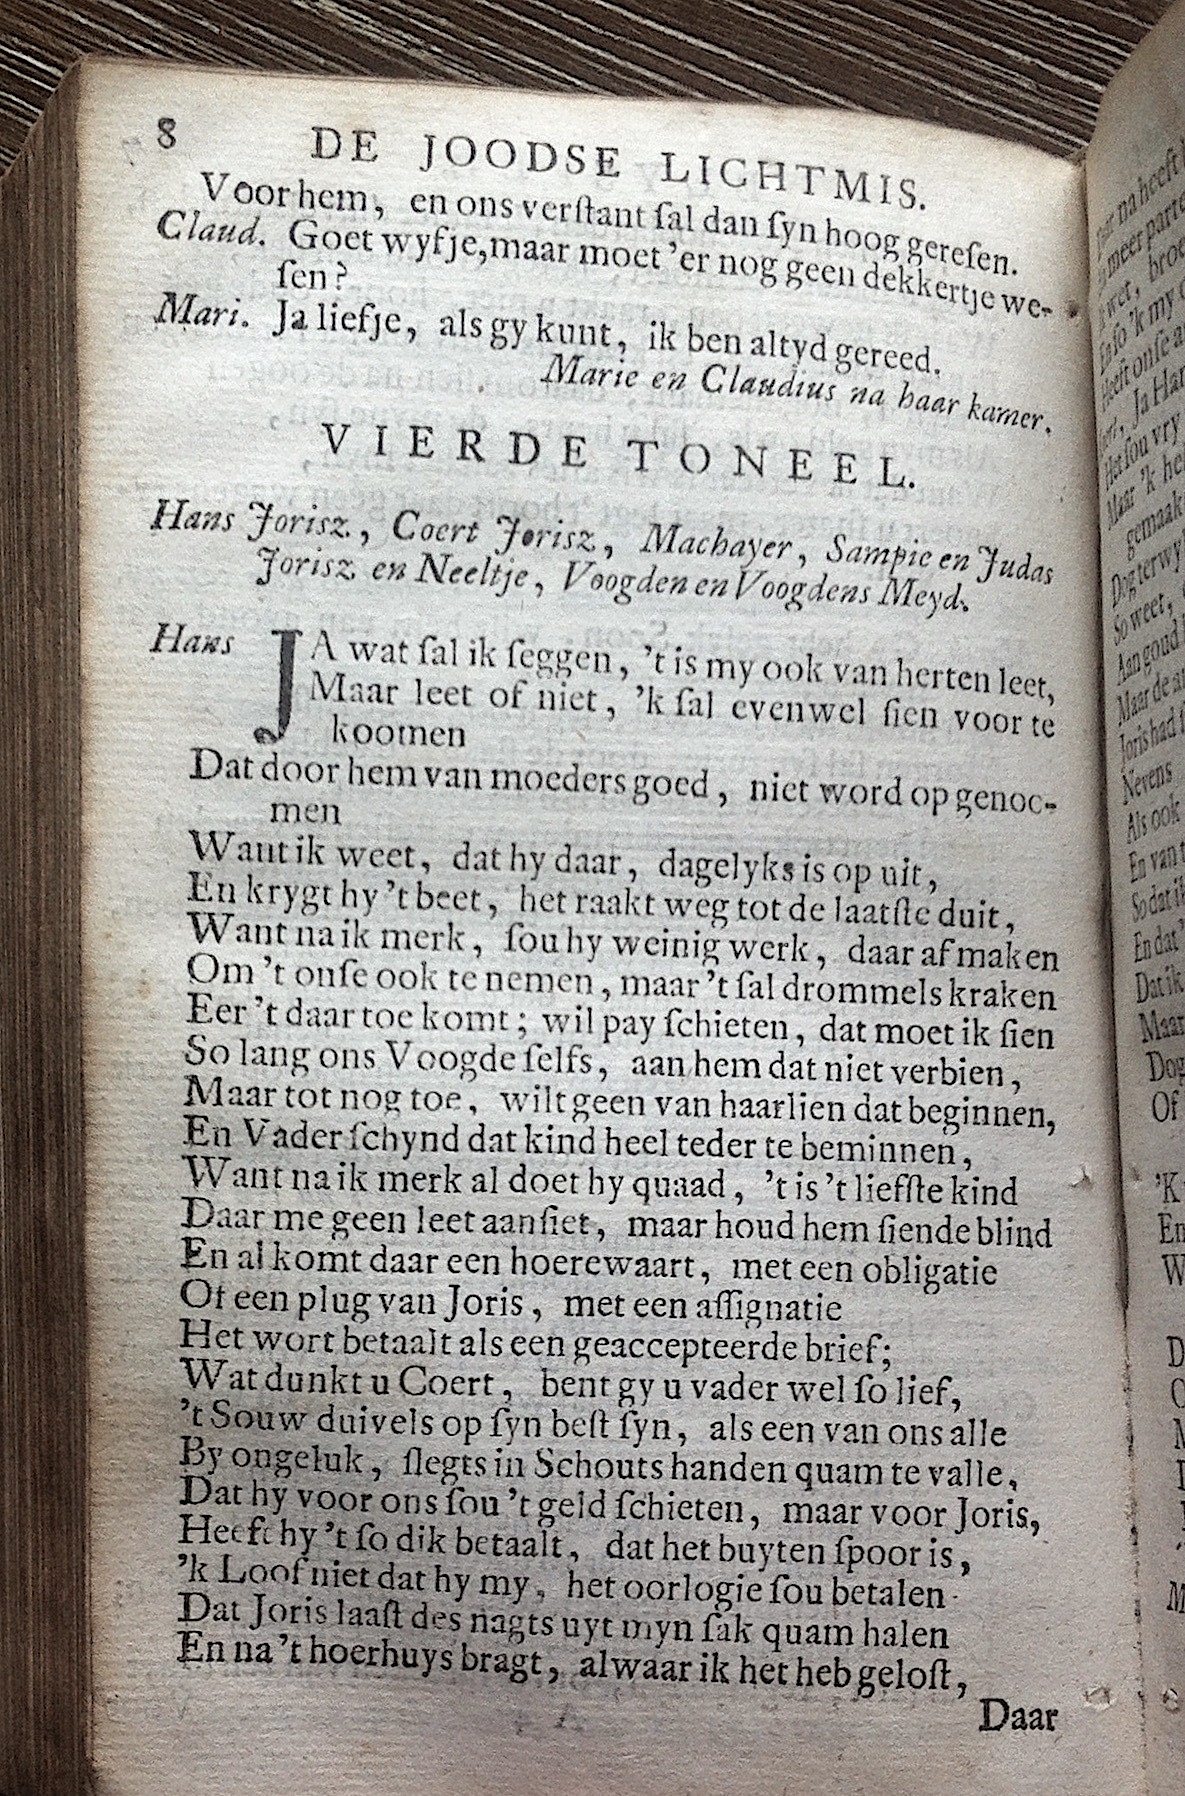 8 DE JOODSE LICHTMIS.
Voor hem, en ons verſtant ſal dan ſyn hoog gereſen.
Claud. Goet wyfje, maar moet 'er nog geen dekkertje we-
ſen?
Mari. Ja liefje, als gy kunt, ik ben altyd gereed.
Marie en Claudius na haar kamer.
VIERDE TONEEL.
Hans Jorisz, Coert Jorisz, Machayer, Sampie en Judas
Jorisz en Neeltje, Voogden en Voogdens Meyd.
Hans JA wat ſal ik ſeggen, 't is my ook van herten leet,
Maar leet of niet, 'k ſal evenwel ſien voor te
koomen
Dat door hem van moeders goed, niet word op genoo-
men
Want ik weet, dat hy daar, dagelyks is op uit,
En krygt hy 't beet, het raakt weg tot de laatſte duit,
Want na ik merk, ſou hy weinig werk, daar af maken
Om 't onſe ook te nemen, maar 't ſal drommels kraken
Eer 't daar toe komt; wil pay ſchieten, dat moet ik ſien
So lang ons Voogde ſelfs, aan hem dat niet verbien,
Maar tot nog toe, wilt geen van haarlien dat beginnen,
En Vader ſchynd dat kind heel teder te beminnen,
Want na ik merk al doet hy quaad, 't is 't liefſte kind
Daar me geen leet aanſiet, maar houd hem ſiende blind
En al komt daar een hoerewaart, met een obligatie
Of een plug van Joris, met een aſſignatie
Het wort betaalt als een geaccepteerde brief;
Wat dunkt u Coert, bent gy u vader wel ſo lief,
't Souw duivels op ſyn beſt ſyn, als een van ons alle
By ongeluk, ſlegts in Schouts handen quam te valle,
Dat hy voor ons ſou 't geld ſchieten, maar voor Joris,
Heeft hy 't ſo dik betaalt, dat het buyten ſpoor is,
'k Loof niet dat hy my, het oorlogie ſou betalen
Dat Joris laaſt des nagts uyt myn ſak quam halen
En na 't hoerhuys bragt, alwaar ik het heb geloſt,
Daar